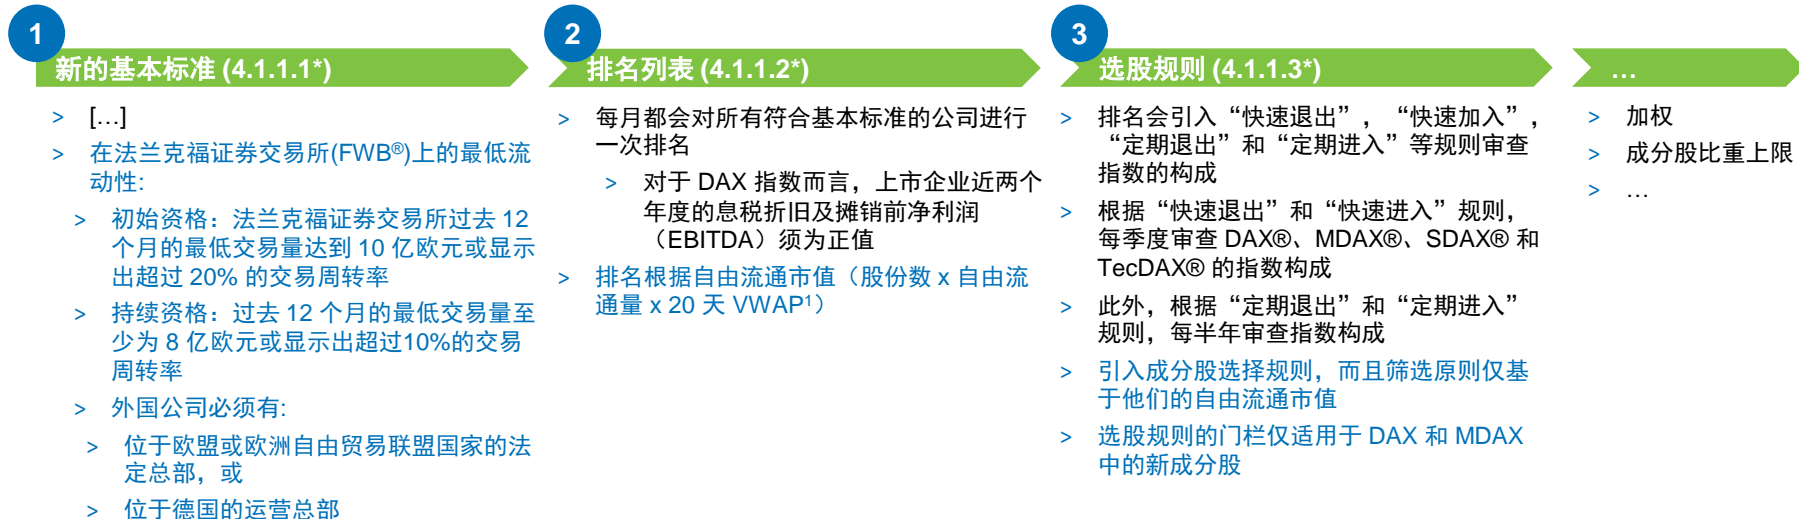 1
新的基本标准 (4.1.1.1*)
> […]
> 在法兰克福证券交易所(FWB®)上的最低流
动性:
> 初始资格：法兰克福证券交易所过去 12
个月的最低交易量达到 10 亿欧元或显示
出超过 20% 的交易周转率
> 持续资格：过去 12 个月的最低交易量至
少为 8 亿欧元或显示出超过10%的交易
周转率
> 外国公司必须有:
> 位于欧盟或欧洲自由贸易联盟国家的法
定总部，或
> 位于德国的运营总部
2
排名列表 (4.1.1.2*)
> 每月都会对所有符合基本标准的公司进行
一次排名
> 对于 DAX 指数而言，上市企业近两个
年度的息税折旧及摊销前净利润
（EBITDA）须为正值
> 排名根据自由流通市值（股份数 x 自由流
通量 x 20 天 VWAP¹）
3
选股规则 (4.1.1.3*)
> 排名会引入“快速退出”，“快速加入”，
“定期退出”和“定期进入”等规则审查
指数的构成
> 根据“快速退出”和“快速进入”规则，
每季度审查 DAX®、MDAX®、SDAX® 和
TecDAX® 的指数构成
> 此外，根据“定期退出”和“定期进入”
规则，每半年审查指数构成
> 引入成分股选择规则，而且筛选原则仅基
于他们的自由流通市值
> 选股规则的门栏仅适用于 DAX 和 MDAX
中的新成分股
…
> 加权
> 成分股比重上限
> …